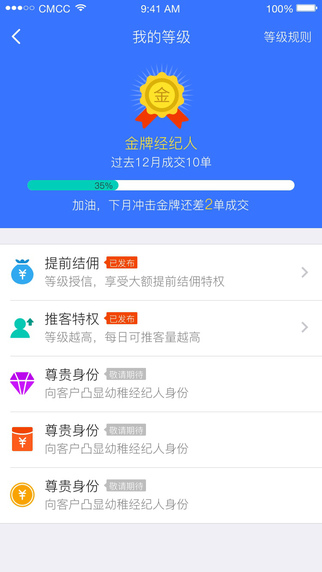 CMCC 9:41 AM 100%
我的等级 等级规则
金
金牌经纪人
过去12月成交10单
35%
加油，下月冲击金牌还差2单成交
提前结佣 已发布
等级授信，享受大额提前结佣特权
推客特权 已发布
等级越高，每日可推客量越高
尊贵身份 敬请期待
向客户凸显幼稚经纪人身份
尊贵身份 敬请期待
向客户凸显幼稚经纪人身份
尊贵身份 敬请期待
向客户凸显幼稚经纪人身份